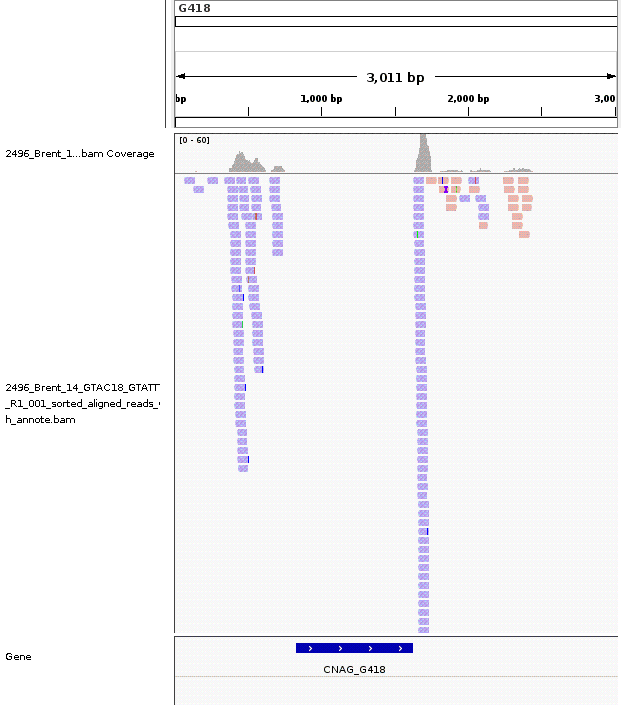 G418
3,011 bp
bp 1,000 bp 2,000 bp 3,00
[0 - 60]
2496_Brent_1...bam Coverage
2496_Brent_14_GTAC18_GTATT
_R1_001_sorted_aligned_reads_
h_annote.bam
Gene
CNAG_G418